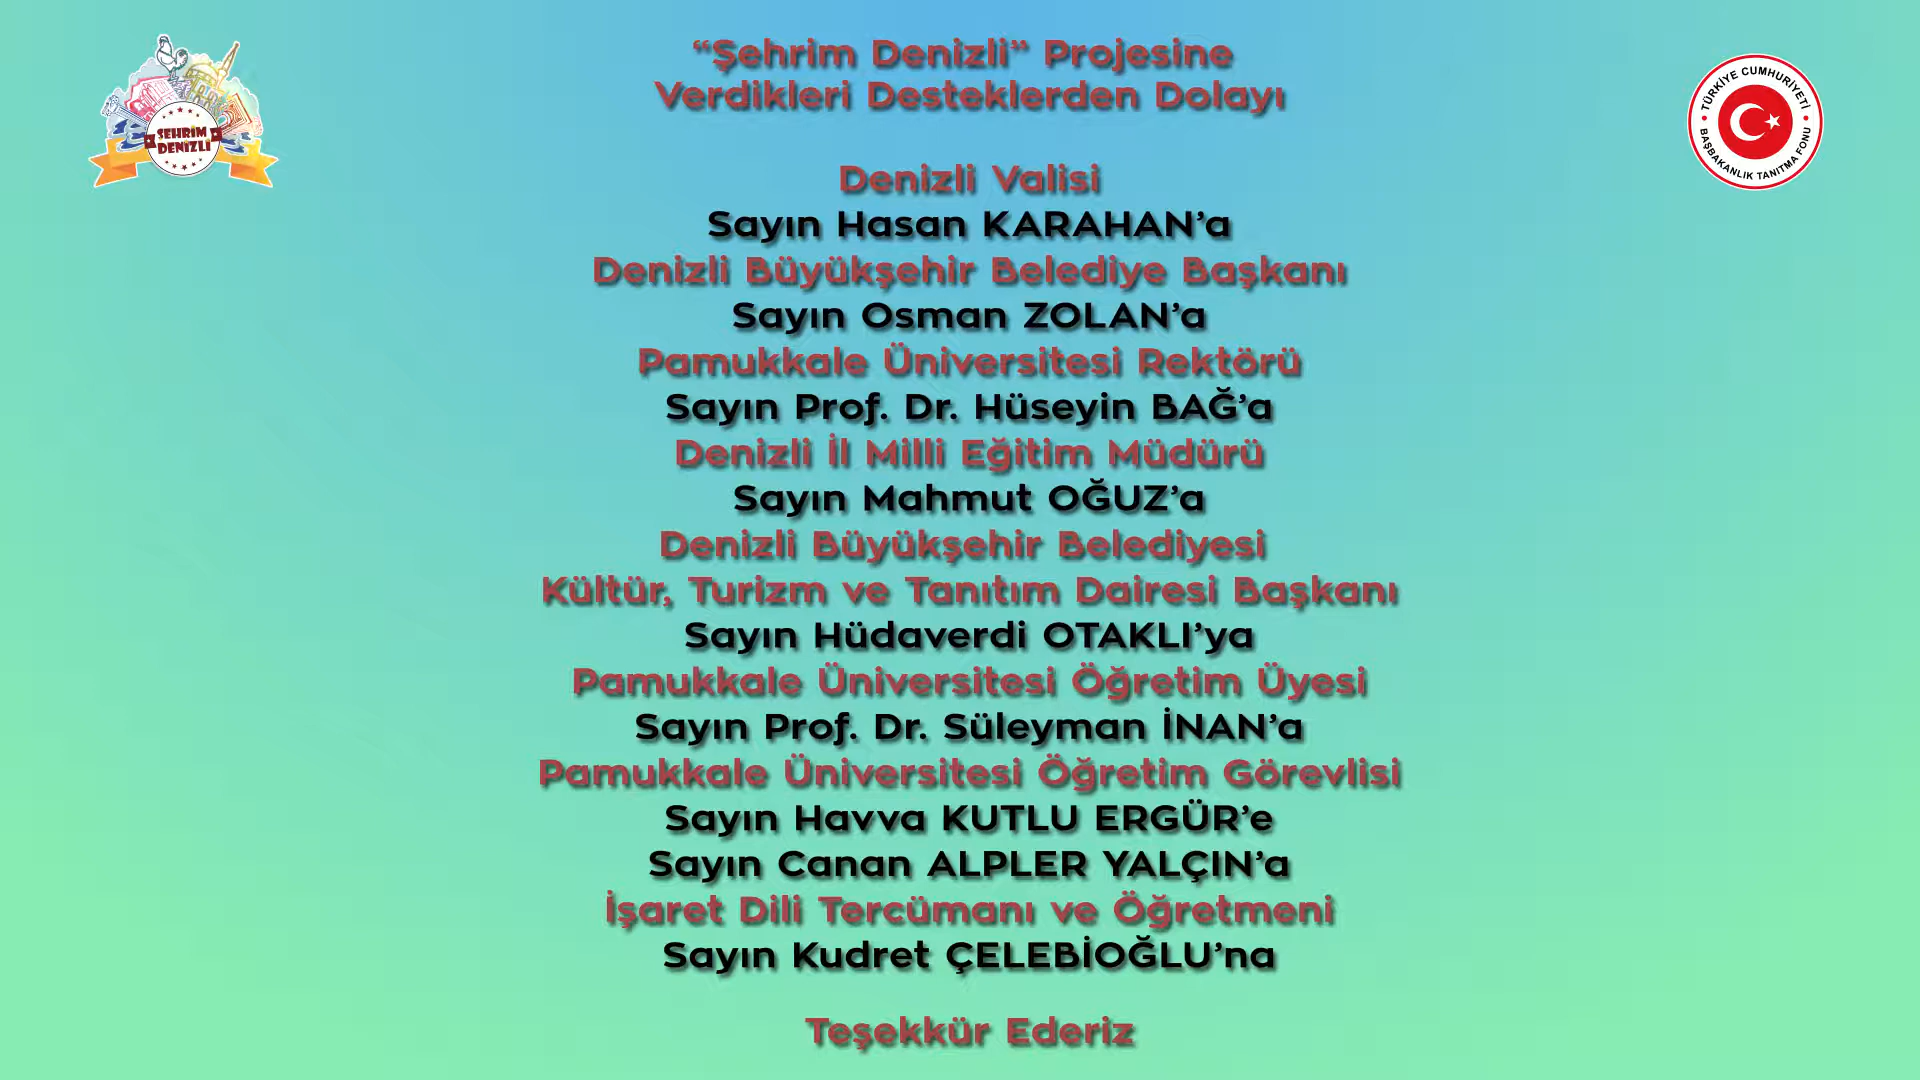 “Şehrim Denizli” Projesine
Verdikleri Desteklerden Dolayı
ŞEHRİM
DENİZLİ
TÜRKİYE CUMHURİYETİ
BAŞBAKANLIK TANITMA FONU
Denizli Valisi
Sayın Hasan KARAHAN’a
Denizli Büyükşehir Belediye Başkanı
Sayın Osman ZOLAN’a
Pamukkale Üniversitesi Rektörü
Sayın Prof. Dr. Hüseyin BAĞ’a
Denizli İl Milli Eğitim Müdürü
Sayın Mahmut OĞUZ’a
Denizli Büyükşehir Belediyesi
Kültür, Turizm ve Tanıtım Dairesi Başkanı
Sayın Hüdaverdi OTAKLI’ya
Pamukkale Üniversitesi Öğretim Üyesi
Sayın Prof. Dr. Süleyman İNAN’a
Pamukkale Üniversitesi Öğretim Görevlisi
Sayın Havva KUTLU ERGÜR’e
Sayın Canan ALPLER YALÇIN’a
İşaret Dili Tercümanı ve Öğretmeni
Sayın Kudret ÇELEBİOĞLU’na
Teşekkür Ederiz